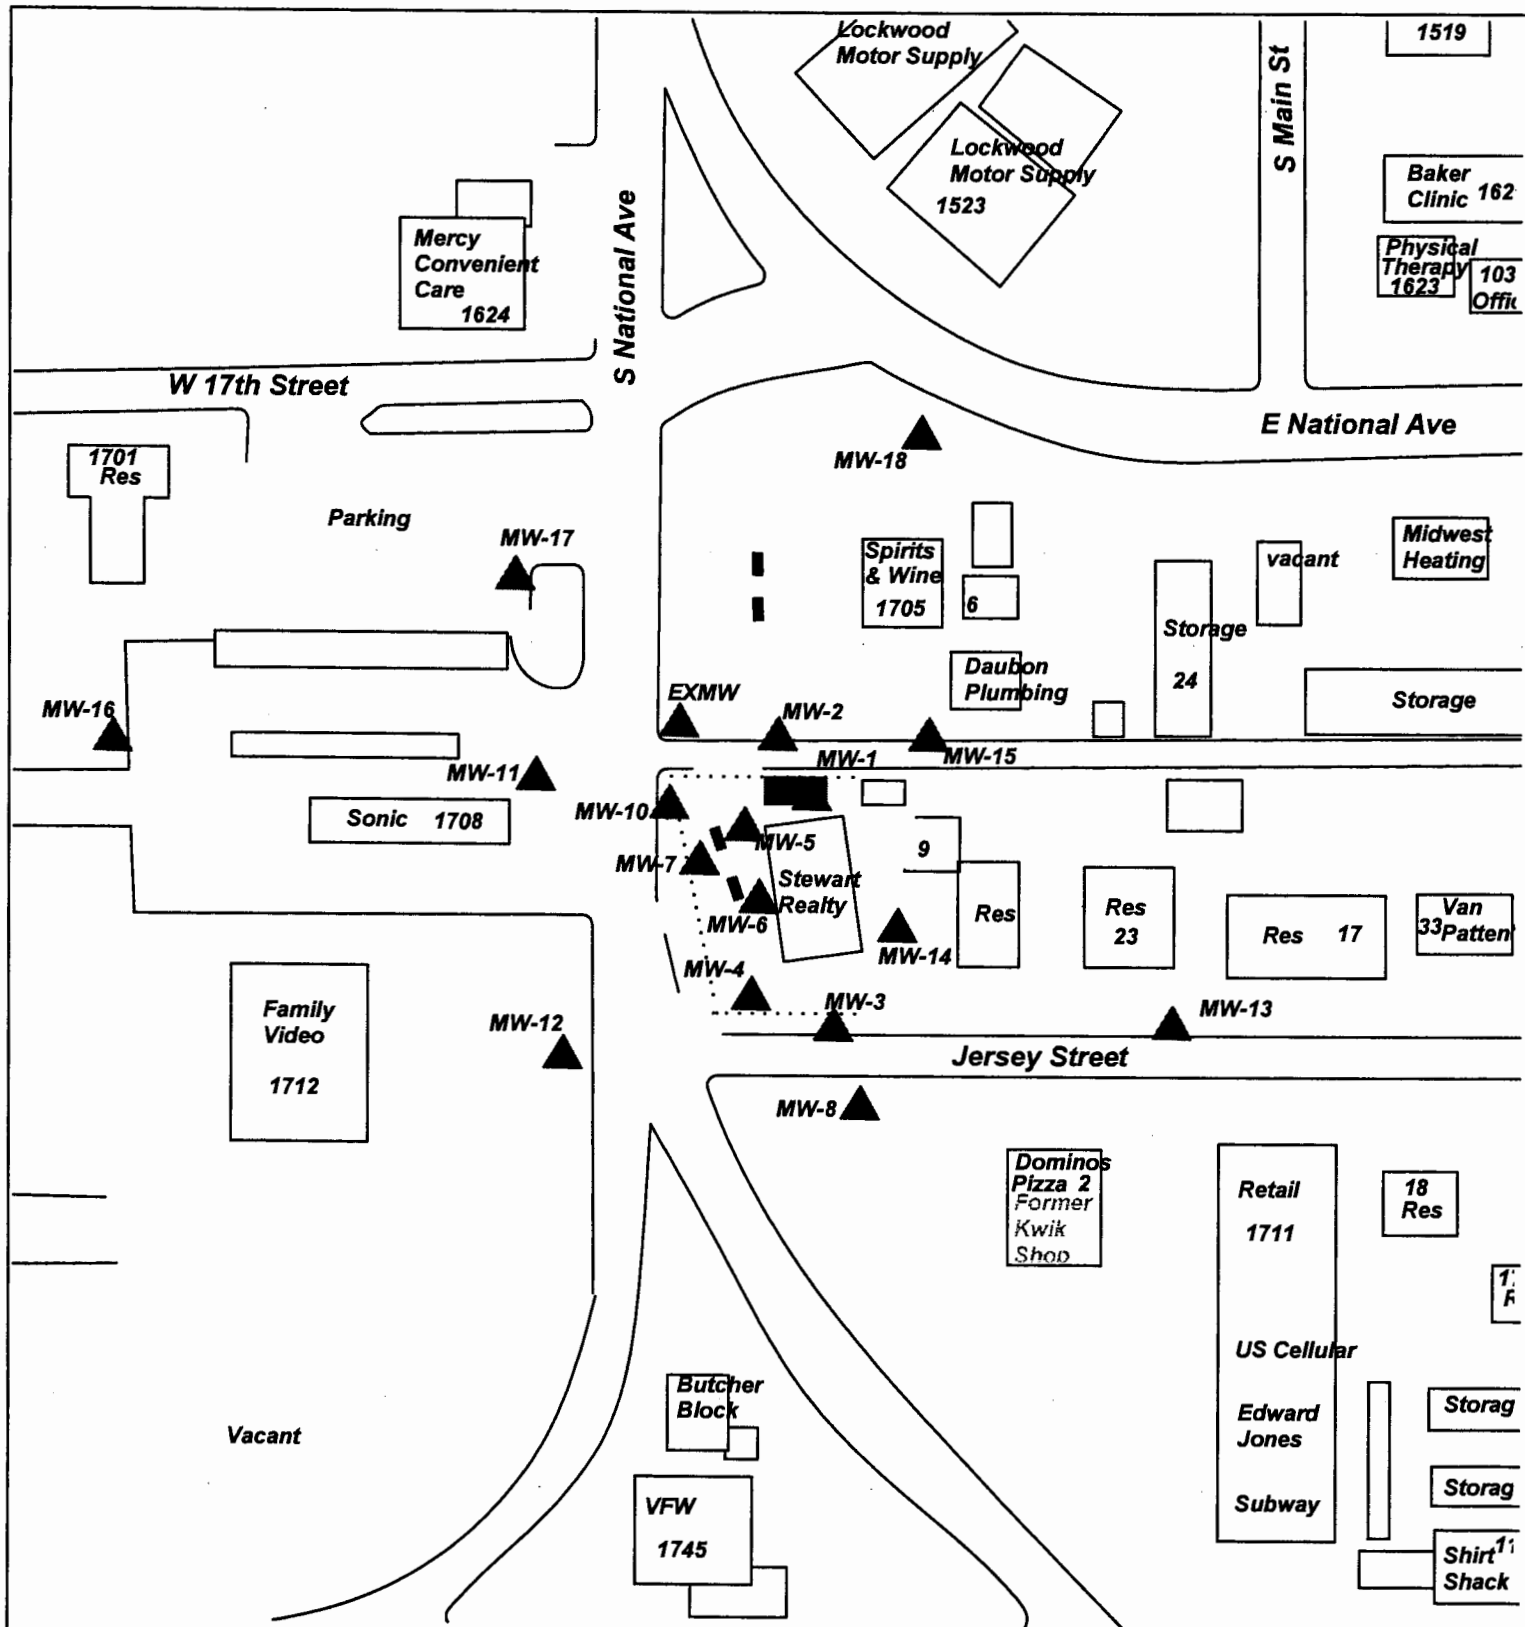 Lockwood
Motor Supply
1519
S Main St
Lockwood
Motor Supply
1523
Baker
Clinic 162
Physical
Therapy
1623
103
S National Ave
Mercy
Convenient
Care
1624
W 17th Street
E National Ave
1701
Res
MW-18
Parking
MW-17
Spirits
& Wine
1705
6
vacant
Midwest
Heating
Storage
24
Daubon
Plumbing
Storage
MW-16
EXMW
MW-2
MW-1
MW-15
MW-11
MW-10
Sonic 1708
MW-5
MW-7
9
Stewart
Realty
MW-6
Res
Res
23
Res 17
33
Van
Patten
MW-14
MW-4
MW-3
MW-13
Family
Video
1712
MW-12
Jersey Street
MW-8
Dominos
Pizza 2
Former
Kwik
Shop
Retail
1711
18
Res
US Cellular
Butcher
Block
Edward
Jones
Storag
Vacant
Subway
Storag
VFW
1745
Shirt
Shack